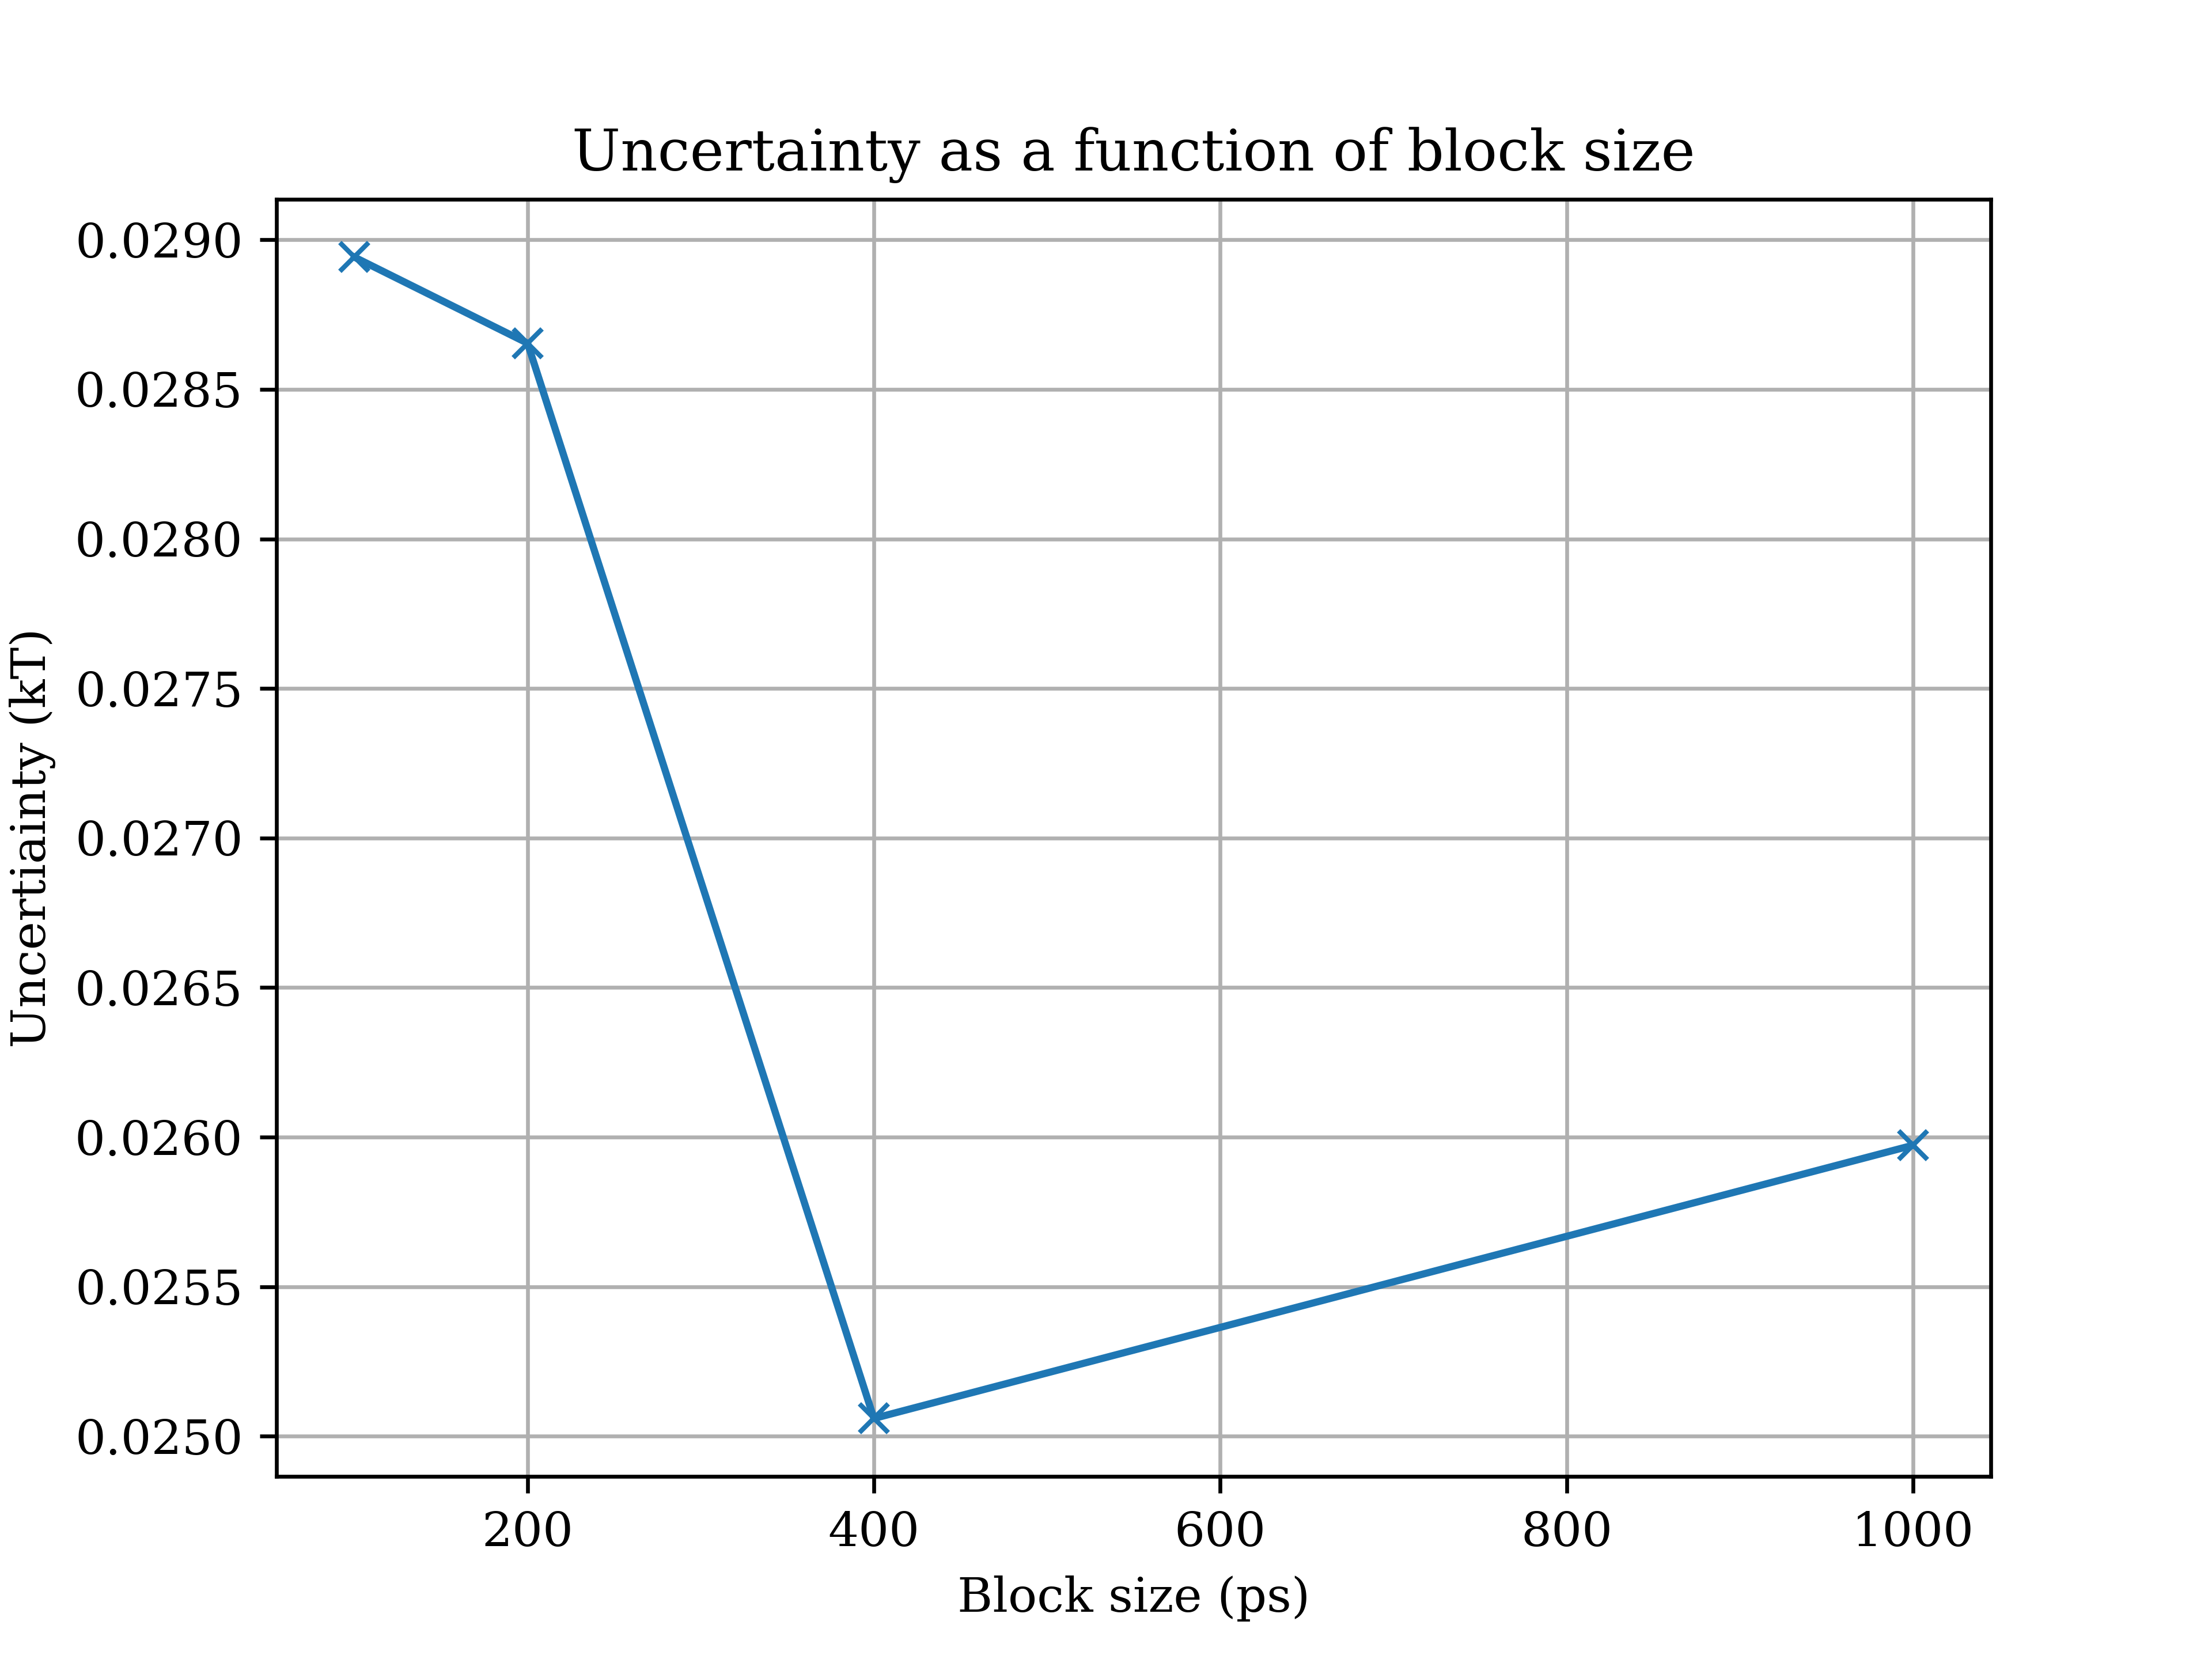 Uncertainty as a function of block size
Uncertiainty (kT)
0.0290
0.0285
0.0280
0.0275
0.0270
0.0265
0.0260
0.0255
0.0250
200 400 600 800 1000
Block size (ps)